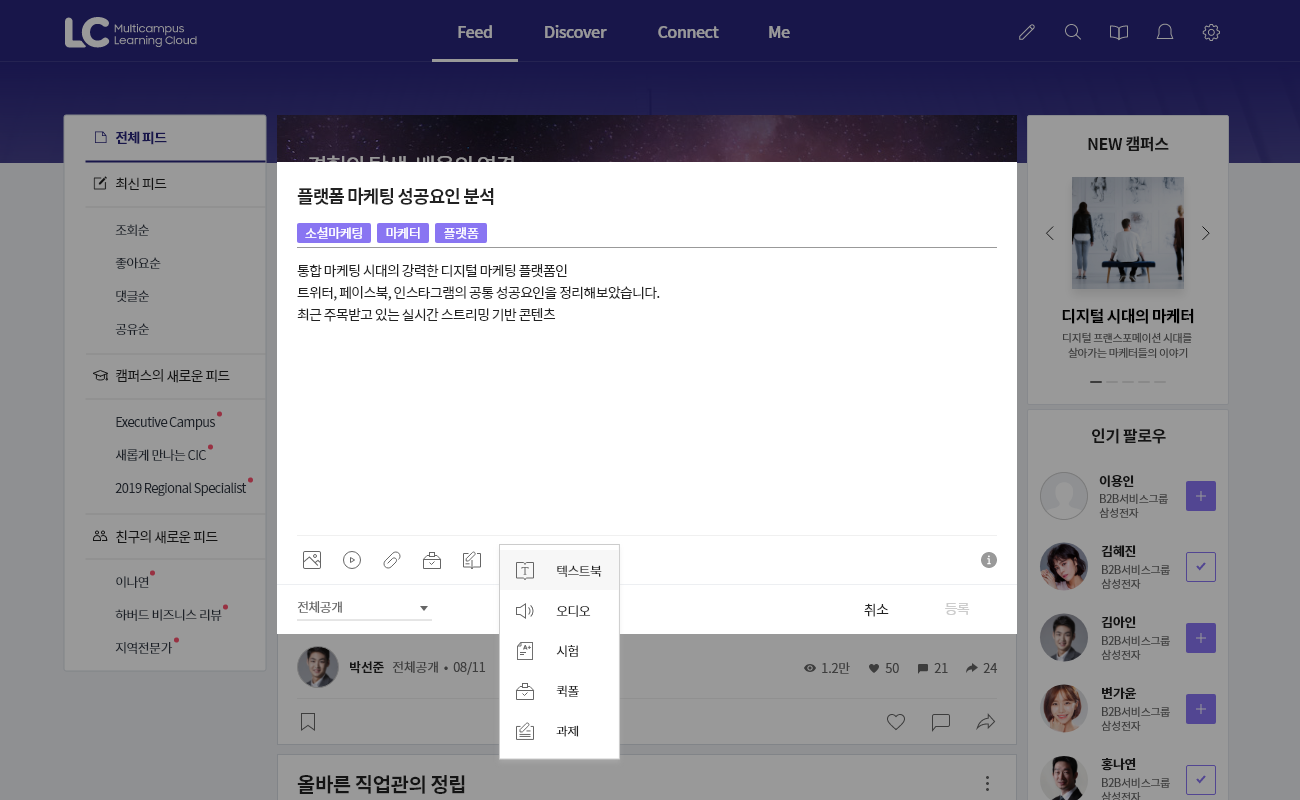 LC Multicampus
Learning Cloud
Feed
Discover
Connect
Me
전체 피드
최신 피드
조회순
좋아요순
댓글순
공유순
캠퍼스의 새로운 피드
Executive Campus
새롭게 만나는 CIC
2019 Regional Specialist
친구의 새로운 피드
이나연
하버드 비즈니스 리뷰
지역전문가
플랫폼 마케팅 성공요인 분석
소셜마케팅 마케터 플랫폼
통합 마케팅 시대의 강력한 디지털 마케팅 플랫폼인
트위터, 페이스북, 인스타그램의 공통 성공요인을 정리해보았습니다.
최근 주목받고 있는 실시간 스트리밍 기반 콘텐츠
텍스트북
오디오
시험
퀵폴
과제
전체공개
취소
등록
박선준 전체공개 • 08/11
1.2만 50 21 24
올바른 직업관의 정립
NEW 캠퍼스
디지털 시대의 마케터
디지털 프랜스포메이션 시대를
살아가는 마케터들의 이야기
인기 팔로우
이용인
B2B서비스그룹
삼성전자
김혜진
B2B서비스그룹
삼성전자
김아인
B2B서비스그룹
삼성전자
변가윤
B2B서비스그룹
삼성전자
홍나연
B2B서비스그룹
삼성전자